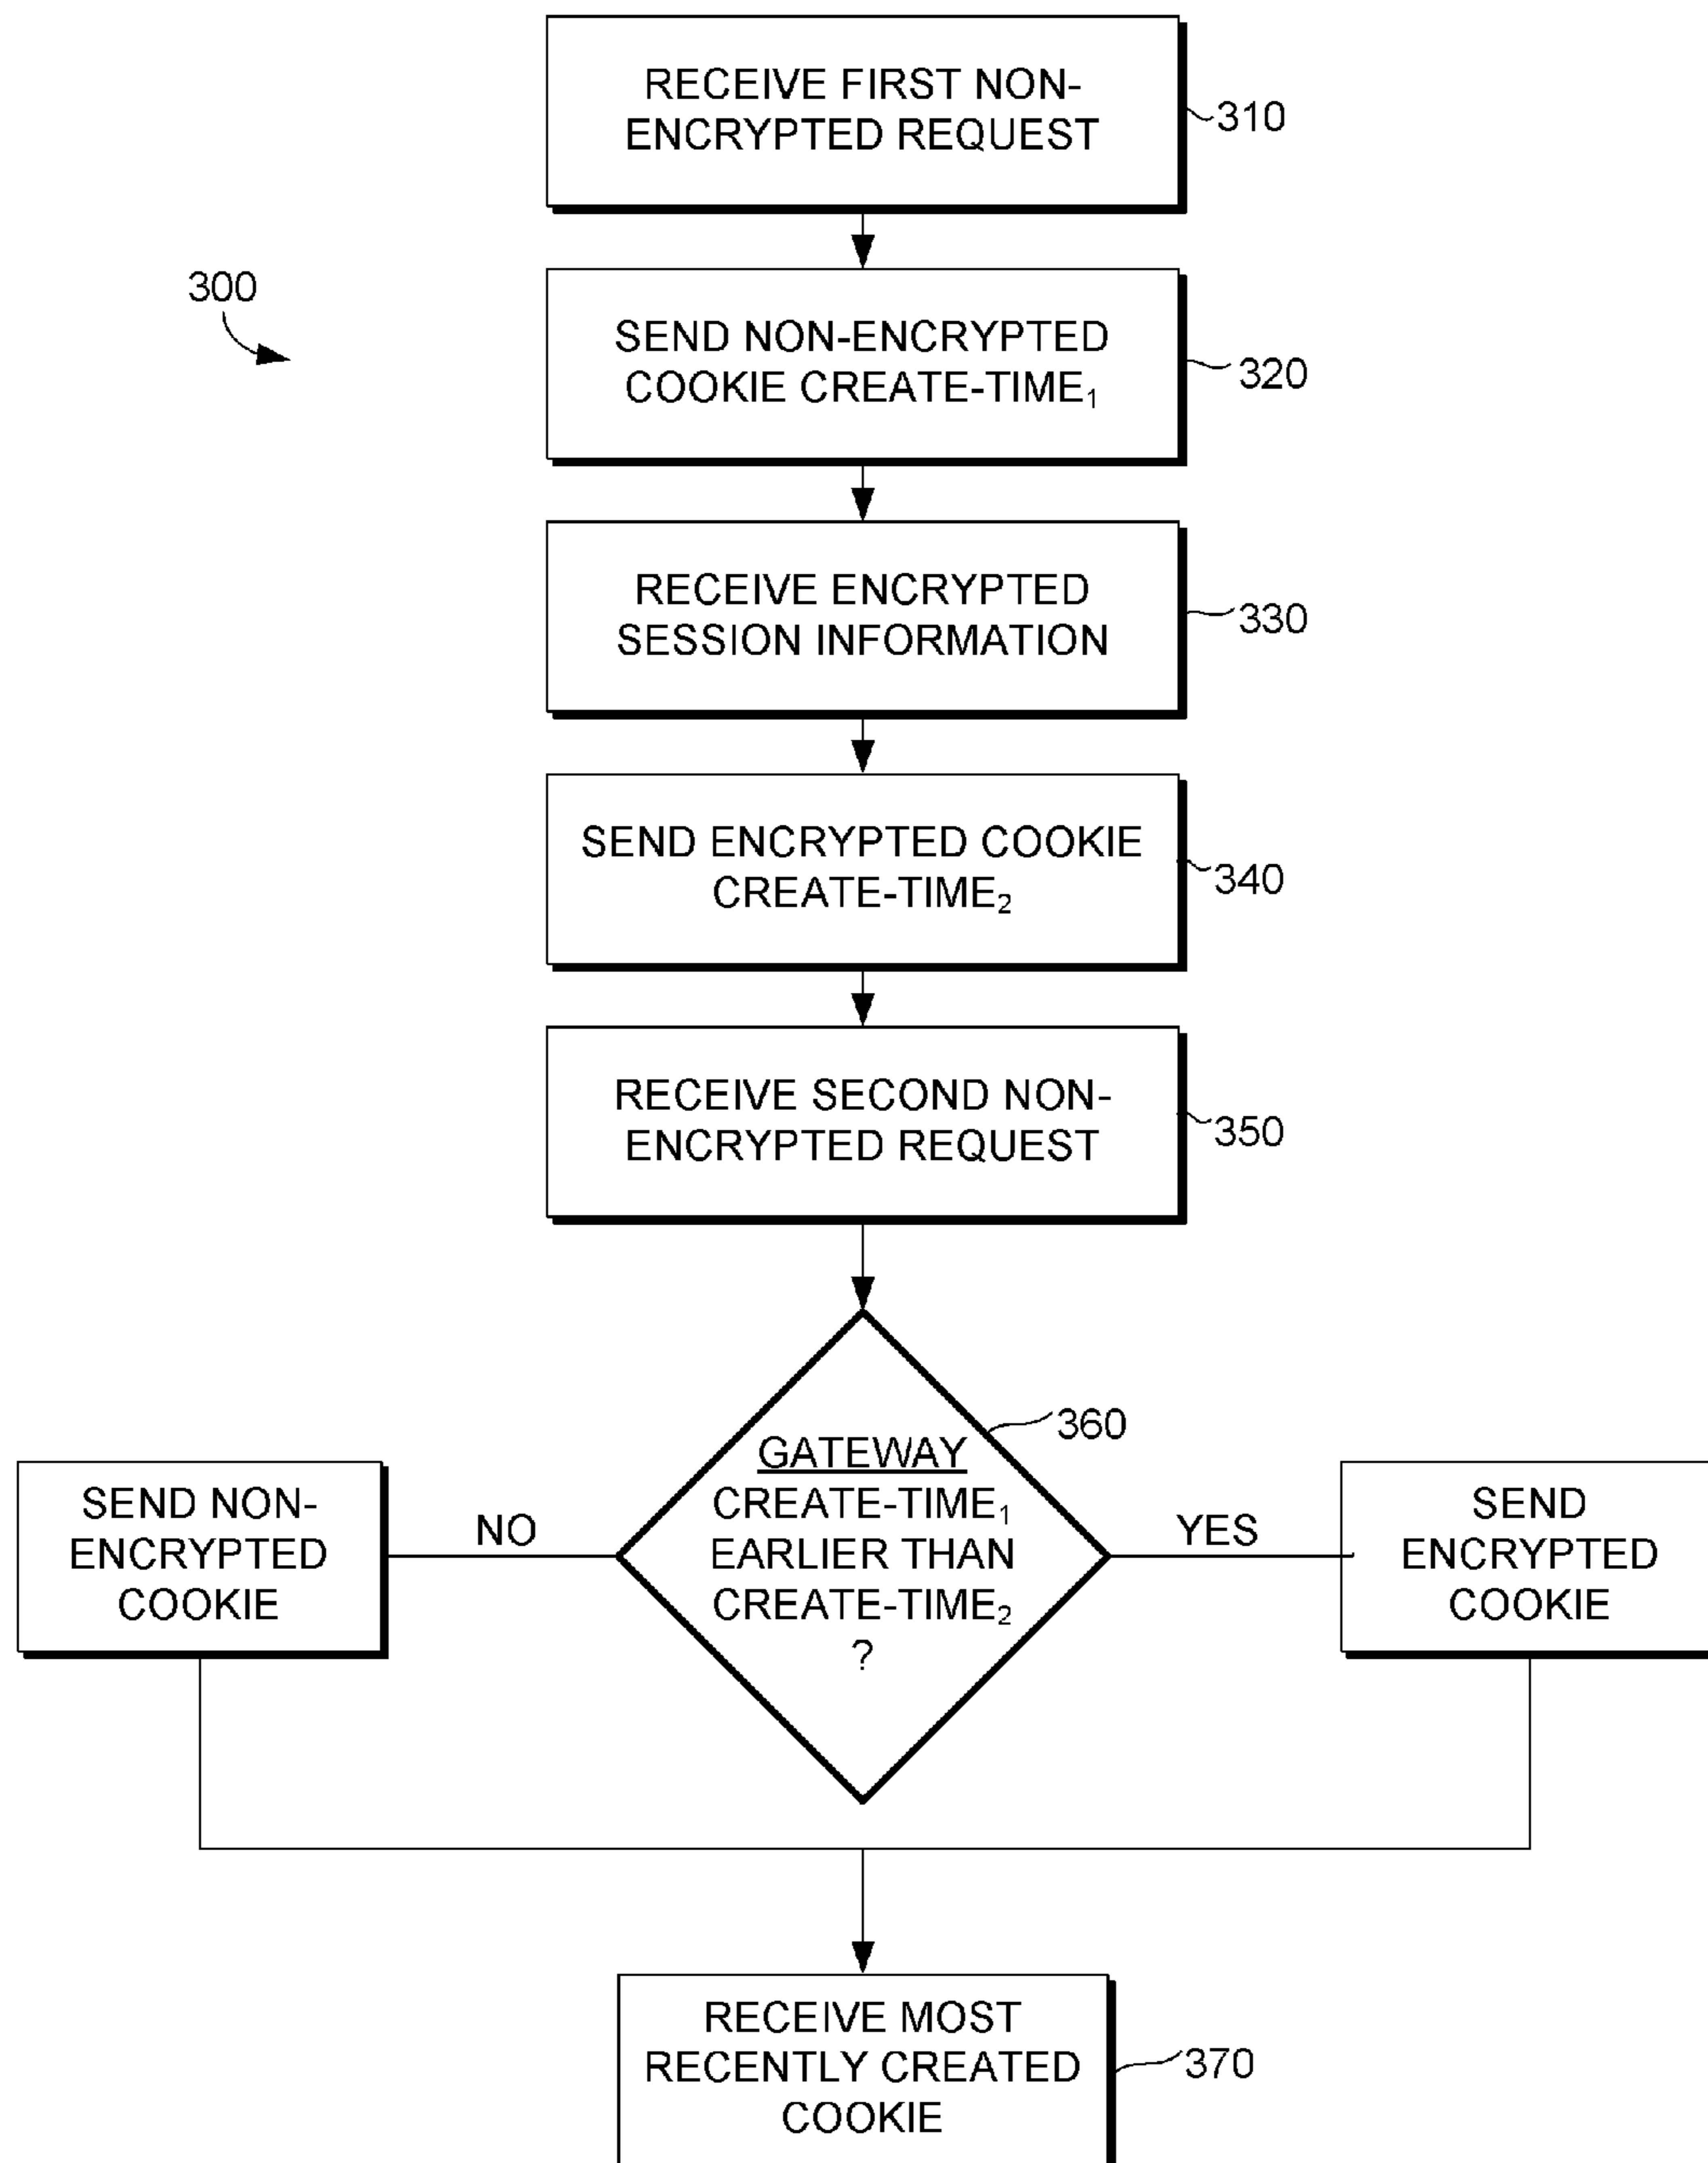 RECEIVE FIRST NON-
ENCRYPTED REQUEST
310
300
SEND NON-ENCRYPTED
COOKIE CREATE-TIME₁
320
RECEIVE ENCRYPTED
SESSION INFORMATION
330
SEND ENCRYPTED COOKIE
CREATE-TIME₂
340
RECEIVE SECOND NON-
ENCRYPTED REQUEST
350
360
GATEWAY
CREATE-TIME₁
EARLIER THAN
CREATE-TIME₂
?
NO
SEND NON-
ENCRYPTED
COOKIE
YES
SEND
ENCRYPTED
COOKIE
RECEIVE MOST
RECENTLY CREATED
COOKIE
370